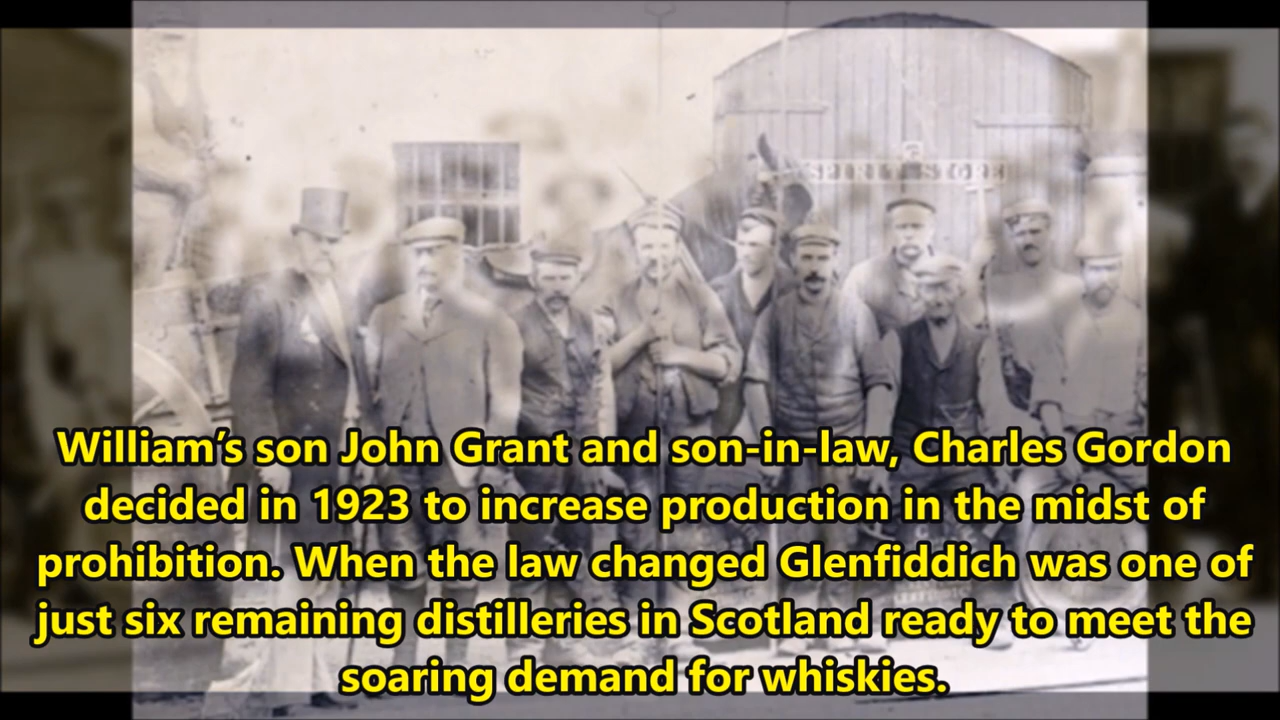 SPIRIT STORE
William's son John Grant and son-in-law, Charles Gordon
decided in 1923 to increase production in the midst of
prohibition. When the law changed Glenfiddich was one of
just six remaining distilleries in Scotland ready to meet the
soaring demand for whiskies.